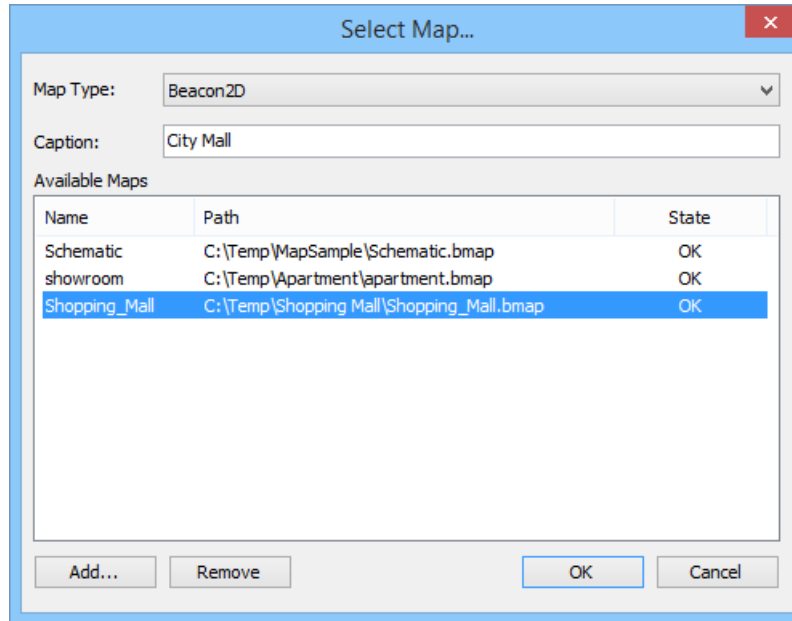 Select Map...
Map Type: Beacon2D
Caption: City Mall
Available Maps
Name Path State
Schematic C:\Temp\MapSample\Schematic.bmap OK
showroom C:\Temp\Apartment\apartment.bmap OK
Shopping_Mall C:\Temp\Shopping Mall\Shopping_Mall.bmap OK
Add... Remove OK Cancel